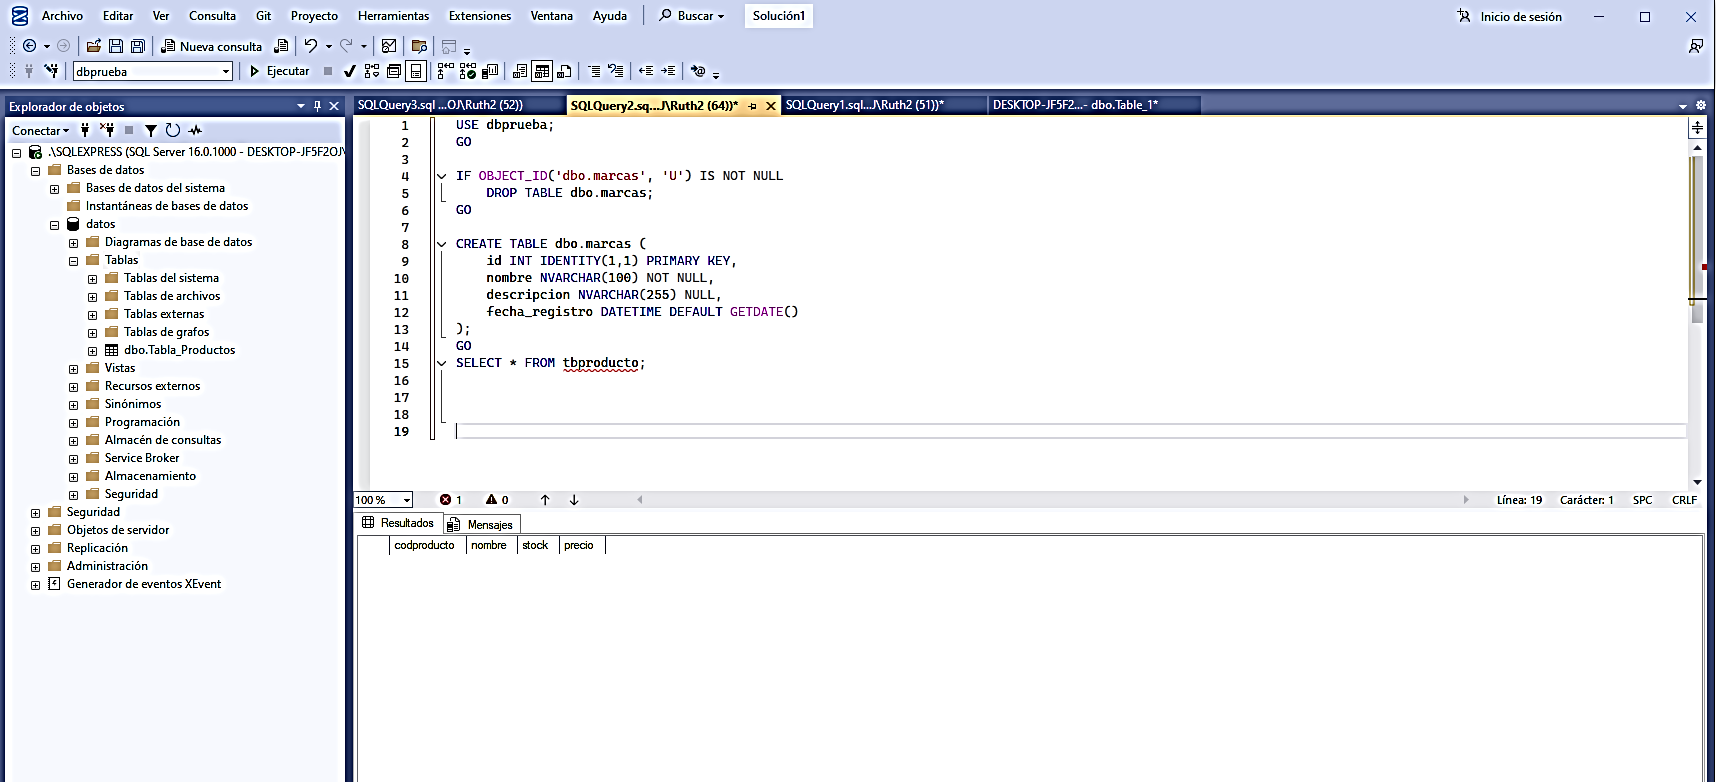 Archivo Editar Ver Consulta Git Proyecto Herramientas Extensiones Ventana Ayuda Buscar Solución1 Inicio de sesión
Nueva consulta
dbprueba Ejecutar
Explorador de objetos
Conectar
.\SQLEXPRESS (SQL Server 16.0.1000 - DESKTOP-JF5F2OJ\
Bases de datos
Bases de datos del sistema
Instantáneas de bases de datos
datos
Diagramas de base de datos
Tablas
Tablas del sistema
Tablas de archivos
Tablas externas
Tablas de grafos
dbo.Tabla_Productos
Vistas
Recursos externos
Sinónimos
Programación
Almacén de consultas
Service Broker
Almacenamiento
Seguridad
Seguridad
Objetos de servidor
Replicación
Administración
Generador de eventos XEvent
SQLQuery3.sql ...OJ\Ruth2 (52)) SQLQuery2.sq...J\Ruth2 (64))* SQLQuery1.sql...J\Ruth2 (51))* DESKTOP-JF5F2...- dbo.Table_1*
1 USE dbprueba;
2 GO
3
4 IF OBJECT_ID('dbo.marcas', 'U') IS NOT NULL
5 DROP TABLE dbo.marcas;
6 GO
7
8 CREATE TABLE dbo.marcas (
9 id INT IDENTITY(1,1) PRIMARY KEY,
10 nombre NVARCHAR(100) NOT NULL,
11 descripcion NVARCHAR(255) NULL,
12 fecha_registro DATETIME DEFAULT GETDATE()
13 );
14 GO
15 SELECT * FROM tbproducto;
16
17
18
19
100 % 1 0 Línea: 19 Carácter: 1 SPC CRLF
Resultados Mensajes
codproducto nombre stock precio